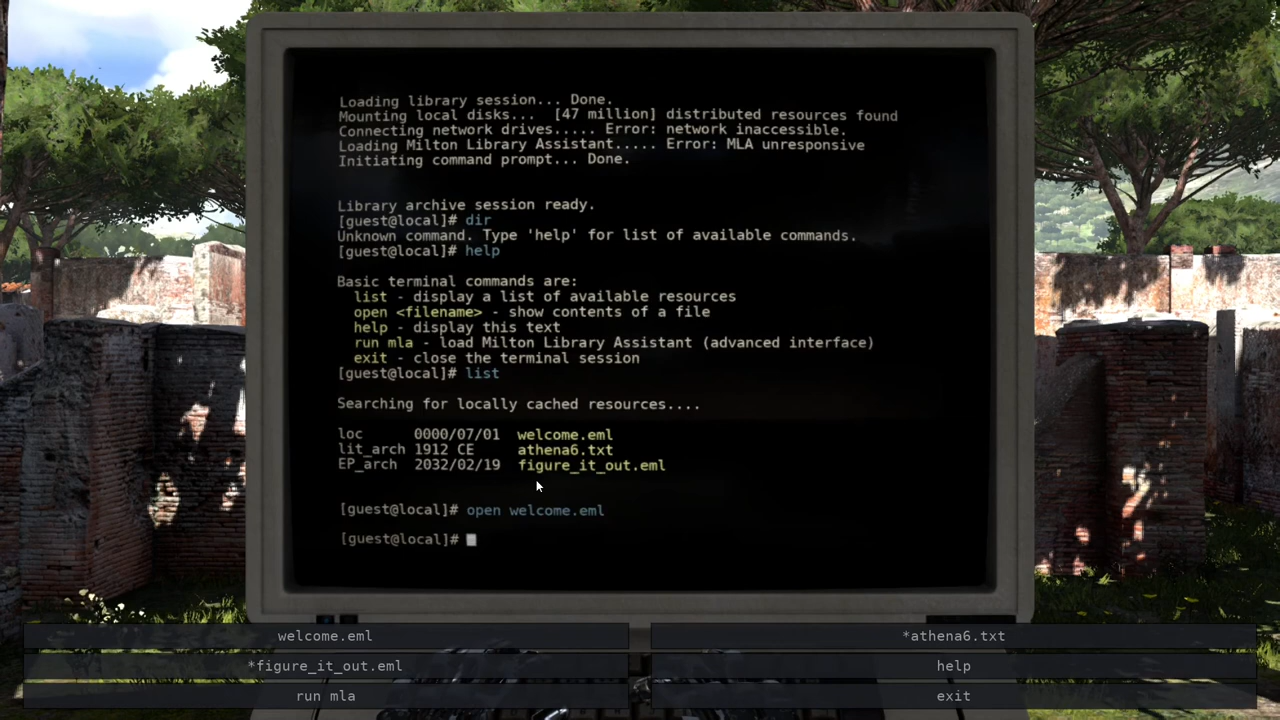 Loading library session... Done.
Mounting local disks...  [47 million] distributed resources found
Connecting network drives..... Error: network inaccessible.
Loading Milton Library Assistant..... Error: MLA unresponsive
Initiating command prompt... Done.
Library archive session ready.
[guest@local]# dir
Unknown command. Type 'help' for list of available commands.
[guest@local]# help
Basic terminal commands are:
list - display a list of available resources
open <filename> - show contents of a file
help - display this text
run mla - load Milton Library Assistant (advanced interface)
exit - close the terminal session
[guest@local]# list
Searching for locally cached resources....
loc 0000/07/01 welcome.eml
lit_arch 1912 CE athena6.txt
EP_arch 2032/02/19 figure_it_out.eml
[guest@local]# open welcome.eml
[guest@local]#
welcome.eml *athena6.txt
*figure_it_out.eml help
run mla exit